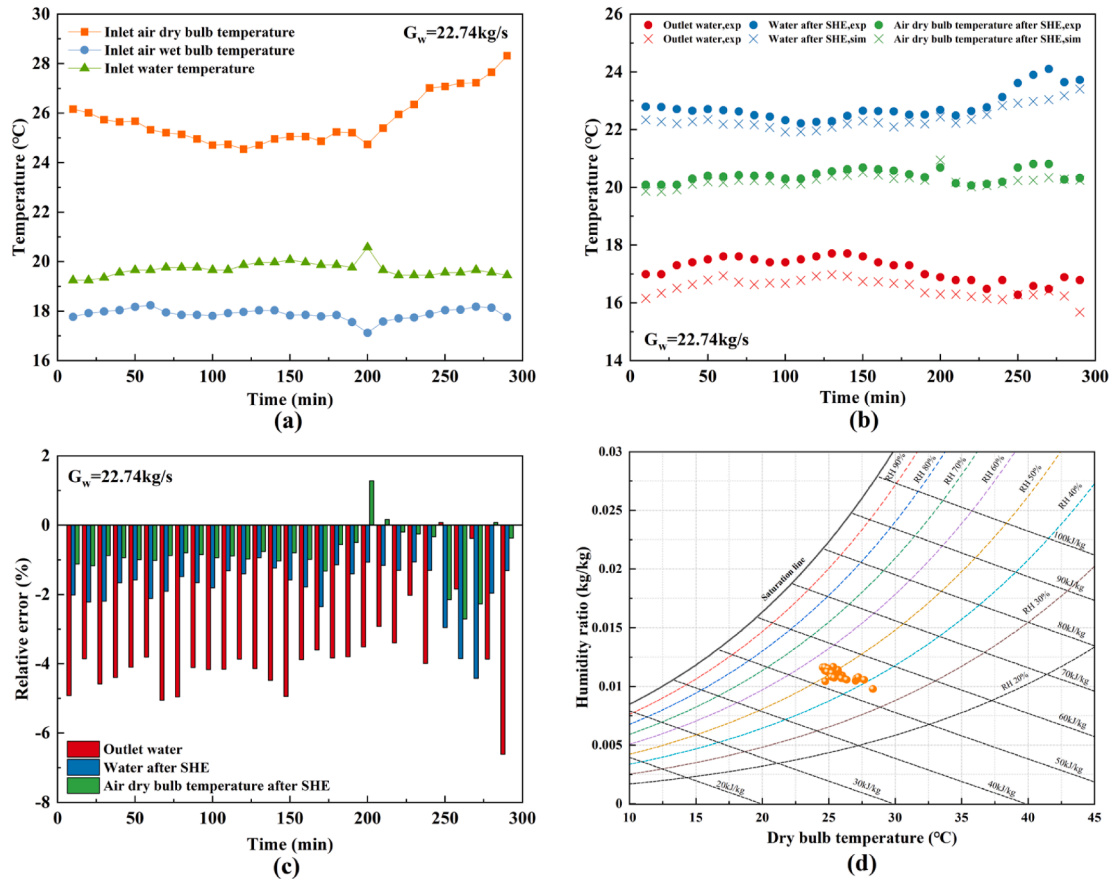 Inlet air dry bulb temperature
Inlet air wet bulb temperature
Inlet water temperature
Gw=22.74kg/s
30
28
26
24
22
20
18
16
Temperature (℃)
0
50
100
150
200
250
300
Time (min)
(a)
Outlet water,exp
Water after SHE,exp
Air dry bulb temperature after SHE,exp
Outlet water,exp
Water after SHE,sim
Air dry bulb temperature after SHE,sim
26
24
22
20
18
16
14
Temperature (℃)
Gw=22.74kg/s
0
50
100
150
200
250
300
Time (min)
(b)
Gw=22.74kg/s
2
0
-2
-4
-6
-8
Relative error (%)
Outlet water
Water after SHE
Air dry bulb temperature after SHE
0
50
100
150
200
250
300
Time (min)
(c)
0.03
0.025
0.02
0.015
0.01
0.005
0
Humidity ratio (kg/kg)
Saturation line
RH 90%
RH 80%
RH 70%
RH 60%
RH 50%
RH 40%
RH 30%
RH 20%
100kJ/kg
90kJ/kg
80kJ/kg
70kJ/kg
60kJ/kg
50kJ/kg
40kJ/kg
30kJ/kg
20kJ/kg
10
15
20
25
30
35
40
45
Dry bulb temperature (℃)
(d)